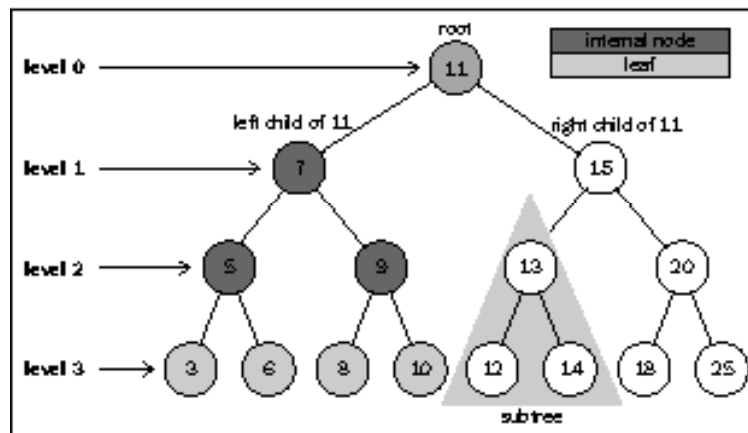 root
internal node
leaf
level 0
11
left child of 11
right child of 11
level 1
7
15
level 2
5
9
13
20
level 3
3
6
8
10
12
14
18
25
subtree